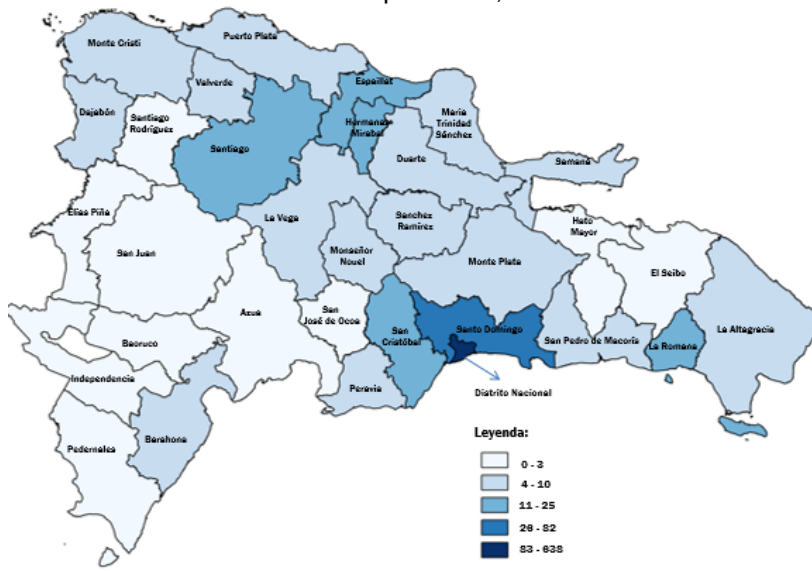 Monte Cristi
Puerto Plata
Valverde
Espaillat
Dajabón
Santiago
Rodríguez
Santiago
Hermanas
Mirabal
María
Trinidad
Sánchez
Duarte
Samaná
Elías Piña
San Juan
La Vega
Sanchez
Ramírez
Monseñor
Nouel
Monte Plata
Hato
Mayor
El Seibo
Azua
San
José de Ocoa
San
Cristóbal
Santo Domingo
San Pedro de Macorís
La Romana
La Altagracia
Baoruco
Independencia
Peravia
Distrito Nacional
Barahona
Pedernales
Leyenda:
0 - 3
4 - 10
11 - 25
26 - 82
83 - 638